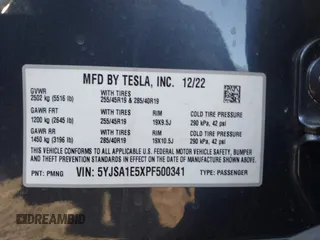 MFD BY TESLA, INC. 12/22
GVWR WITH TIRES
2502 kg (5516 lb) 255/45R19 & 285/40R19
GAWR FRT WITH TIRES RIM COLD TIRE PRESSURE
1200 kg (2645 lb) 255/45R19 19X9.5J 290 kPa, 42 psi
GAWR RR WITH TIRES RIM COLD TIRE PRESSURE
1450 kg (3196 lb) 285/40R19 19X10.5J 290 kPa, 42 psi
THIS VEHICLE CONFORMS TO ALL APPLICABLE FEDERAL MOTOR VEHICLE
SAFETY, BUMPER, AND THEFT PREVENTION STANDARDS IN EFFECT ON THE
DATE OF MANUFACTURE SHOWN ABOVE.
PNT: PMNG VIN: 5YJSA1E5XPF500341 TYPE: PASSENGER
DREAMBID